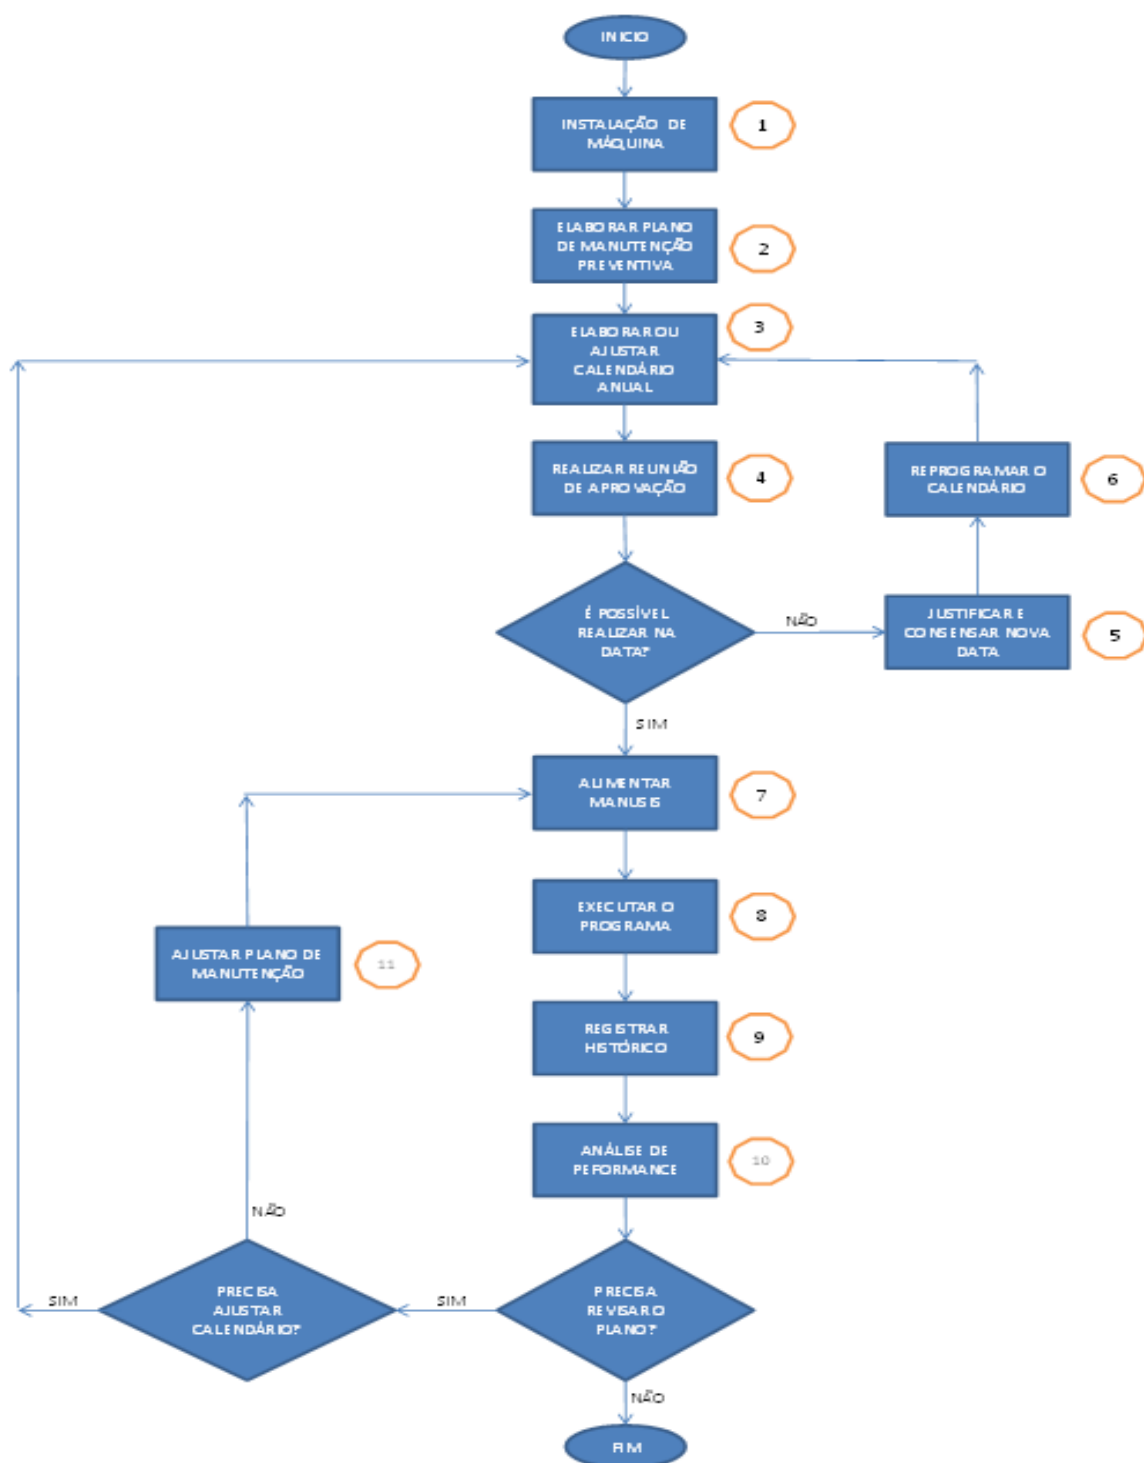 INICIO
INSTALAÇÃO DE
MÁQUINA
1
ELABORAR PLANO
DE MANUTENÇÃO
PREVENTIVA
2
ELABORAR OU
AJUSTAR
CALENDÁRIO
ANUAL
3
REALIZAR REUNIÃO
DE APROVAÇÃO
4
REPROGRAMAR O
CALENDÁRIO
6
É POSSÍVEL
REALIZAR NA
DATA?
NÃO
JUSTIFICAR E
CONSENSAR NOVA
DATA
5
SIM
ALIMENTAR
MANUSIS
7
EXECUTAR O
PROGRAMA
8
AJUSTAR PLANO DE
MANUTENÇÃO
11
REGISTRAR
HISTÓRICO
9
ANÁLISE DE
PEFORMANCE
10
NÃO
PRECISA
AJUSTAR
CALENDÁRIO?
SIM
SIM
PRECISA
REVISAR O
PLANO?
NÃO
FIM